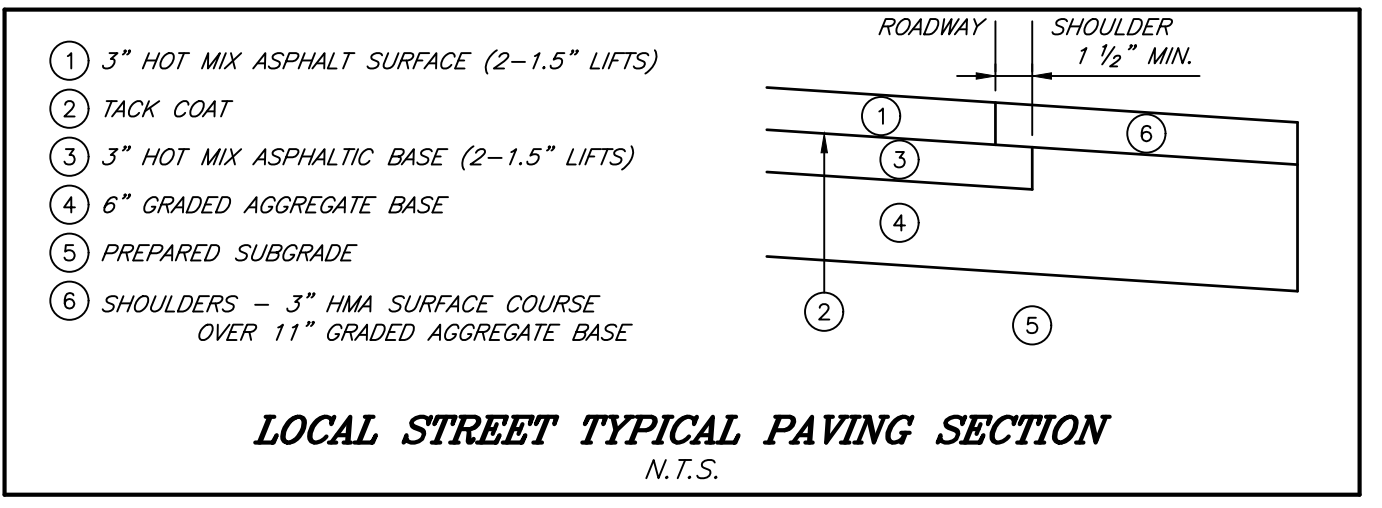 ① 3" HOT MIX ASPHALT SURFACE (2-1.5" LIFTS)
② TACK COAT
③ 3" HOT MIX ASPHALTIC BASE (2-1.5" LIFTS)
④ 6" GRADED AGGREGATE BASE
⑤ PREPARED SUBGRADE
⑥ SHOULDERS - 3" HMA SURFACE COURSE
OVER 11" GRADED AGGREGATE BASE
ROADWAY
SHOULDER
1 ½" MIN.
①
⑥
③
④
②
⑤
LOCAL STREET TYPICAL PAVING SECTION
N.T.S.